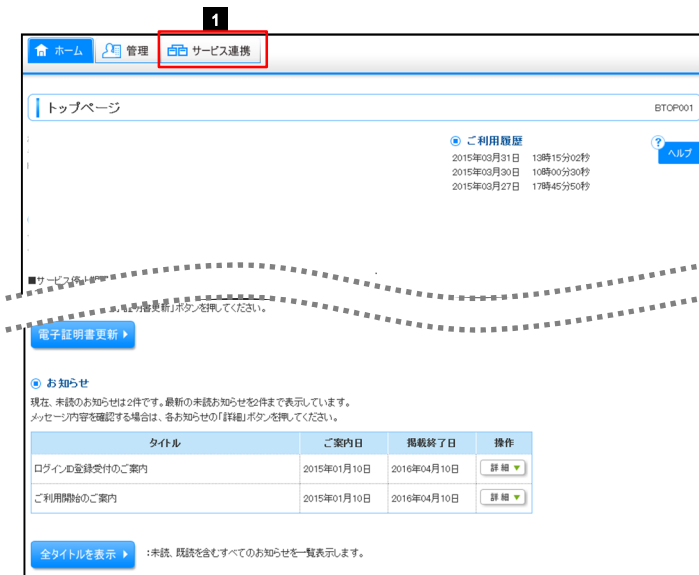 1
ホーム 管理 サービス連携
トップページ BTOP001
ご利用履歴
? ヘルプ
2015年03月31日 13時15分02秒
2015年03月30日 10時00分30秒
2015年03月27日 17時45分50秒
■サービス停止
証明書更新」ボタンを押してください。
電子証明書更新
お知らせ
現在、未読のお知らせは2件です。最新の未読お知らせを2件まで表示しています。
メッセージ内容を確認する場合は、各お知らせの「詳細」ボタンを押してください。
タイトル ご案内日 掲載終了日 操作
ログインID登録受付のご案内 2015年01月10日 2016年04月10日 詳細▼
ご利用開始のご案内 2015年01月10日 2016年04月10日 詳細▼
全タイトルを表示 :未読、既読を含むすべてのお知らせを一覧表示します。